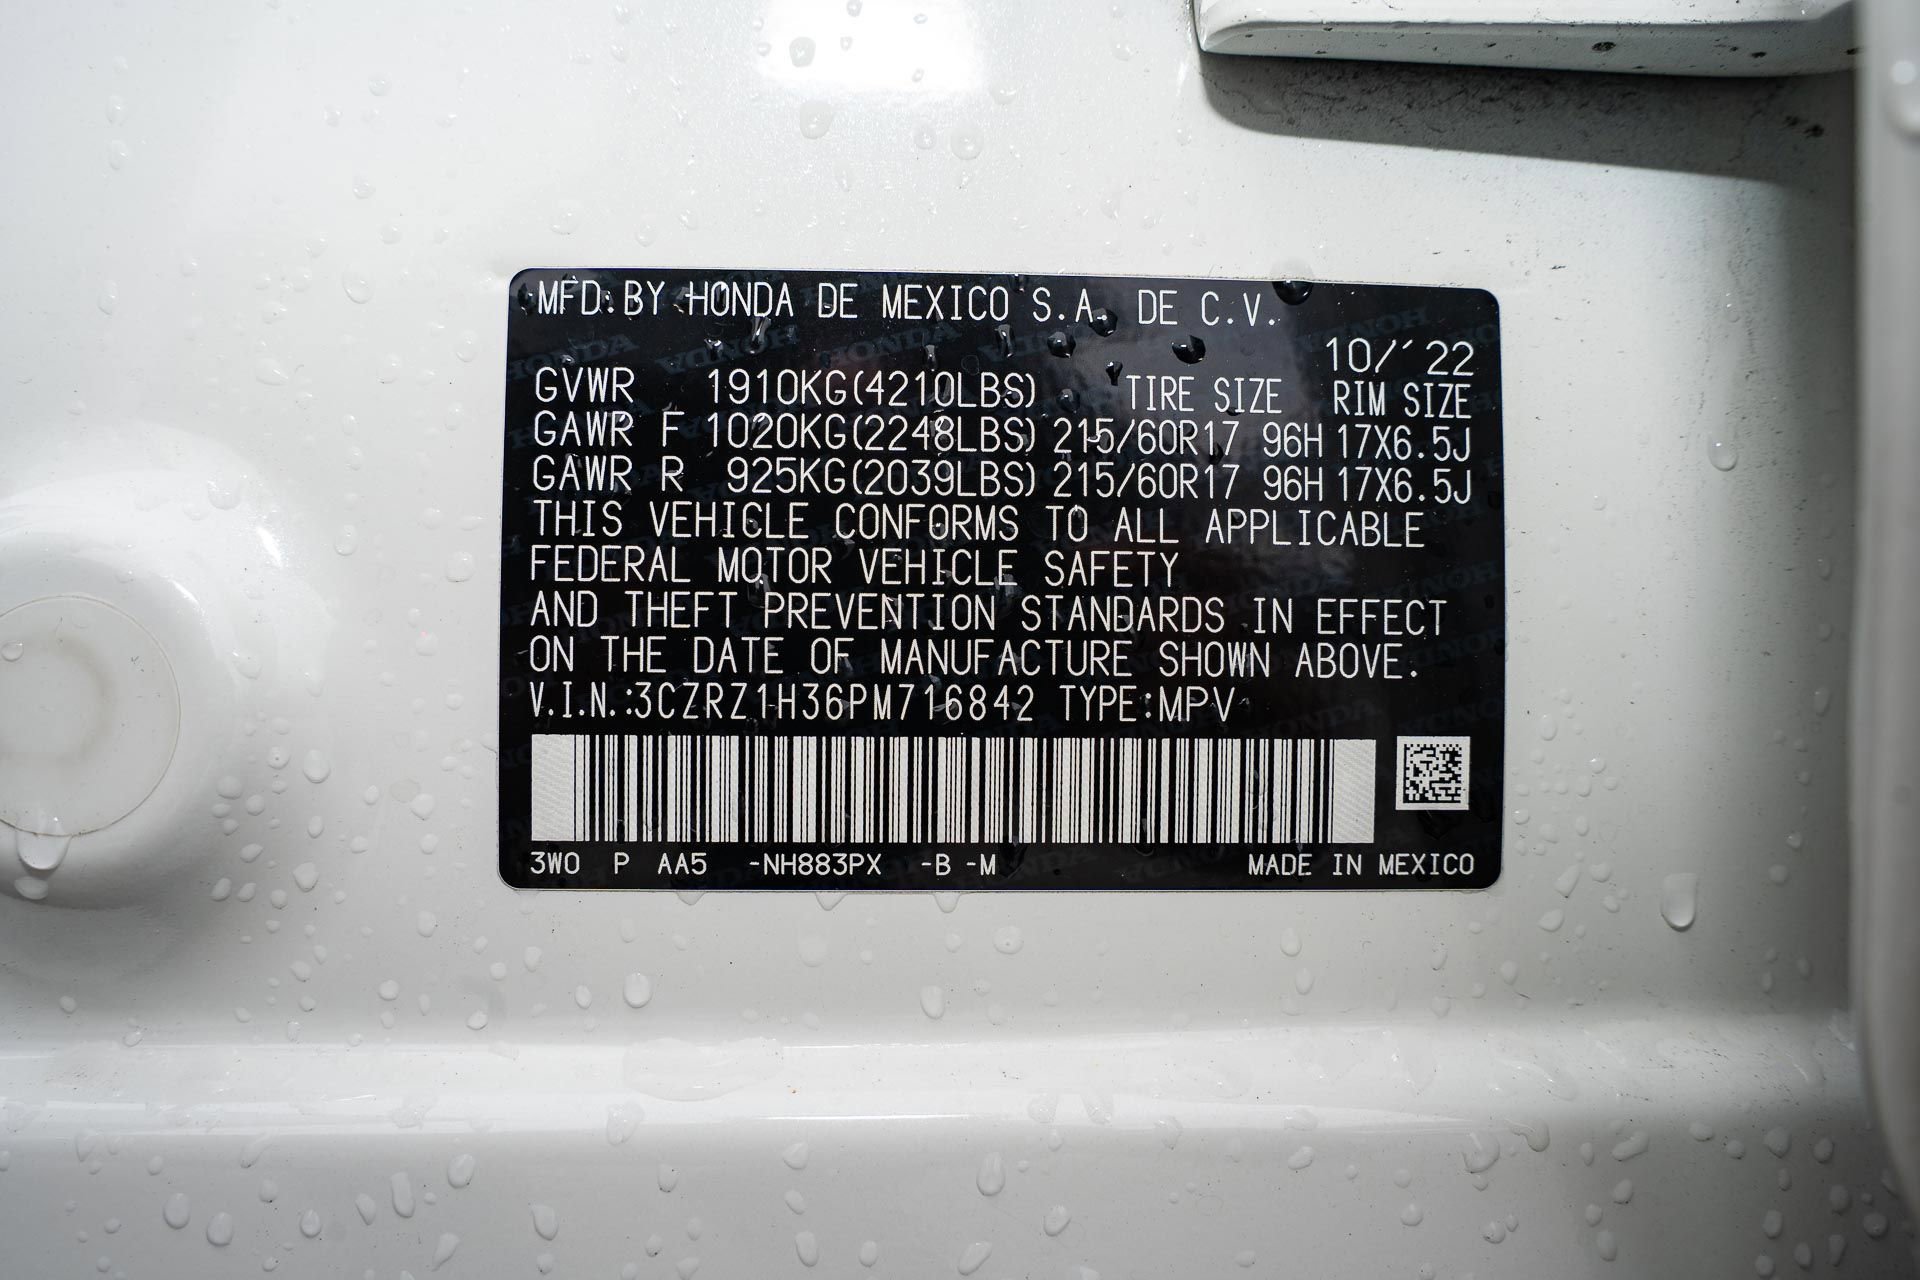 MFD. BY HONDA DE MEXICO S.A. DE C.V.
10/´22
GVWR 1910KG(4210LBS) TIRE SIZE RIM SIZE
GAWR F 1020KG(2248LBS) 215/60R17 96H 17X6.5J
GAWR R 925KG(2039LBS) 215/60R17 96H 17X6.5J
THIS VEHICLE CONFORMS TO ALL APPLICABLE
FEDERAL MOTOR VEHICLE SAFETY
AND THEFT PREVENTION STANDARDS IN EFFECT
ON THE DATE OF MANUFACTURE SHOWN ABOVE.
V.I.N.:3CZRZ1H36PM716842 TYPE:MPV
3W0 P AA5 -NH883PX -B -M MADE IN MEXICO